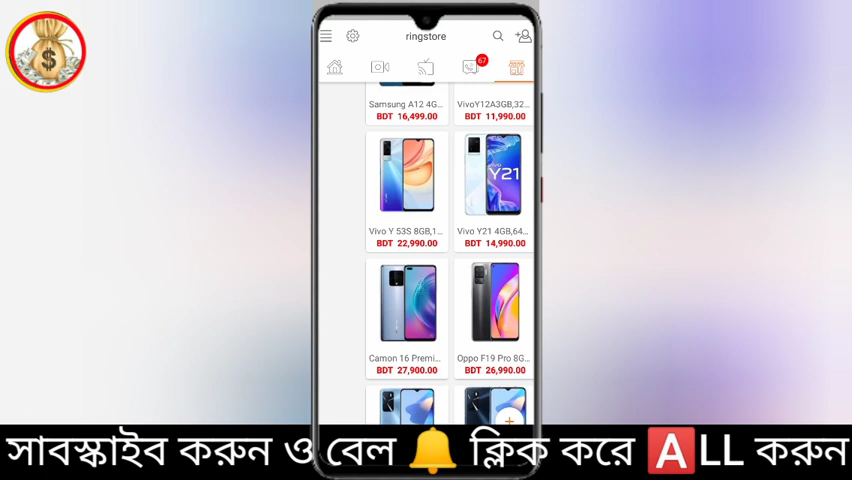 ringstore
67
Samsung A12 4G...
VivoY12A3GB,32...
BDT 16,499.00
BDT 11,990.00
Y21
Vivo Y 53S 8GB,1...
Vivo Y21 4GB,64...
BDT 22,990.00
BDT 14,990.00
Camon 16 Premi...
Oppo F19 Pro 8G...
BDT 27,900.00
BDT 26,990.00
সাবস্কাইব করুন ও বেল 🔔 ক্লিক করে ALL করুন